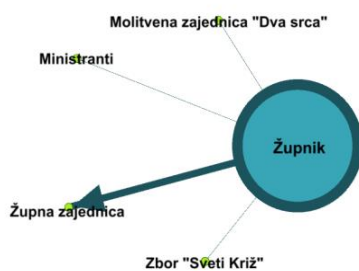 Molitvena zajednica "Dva srca"
Ministranti
Župnik
Župna zajednica
Zbor "Sveti Križ"